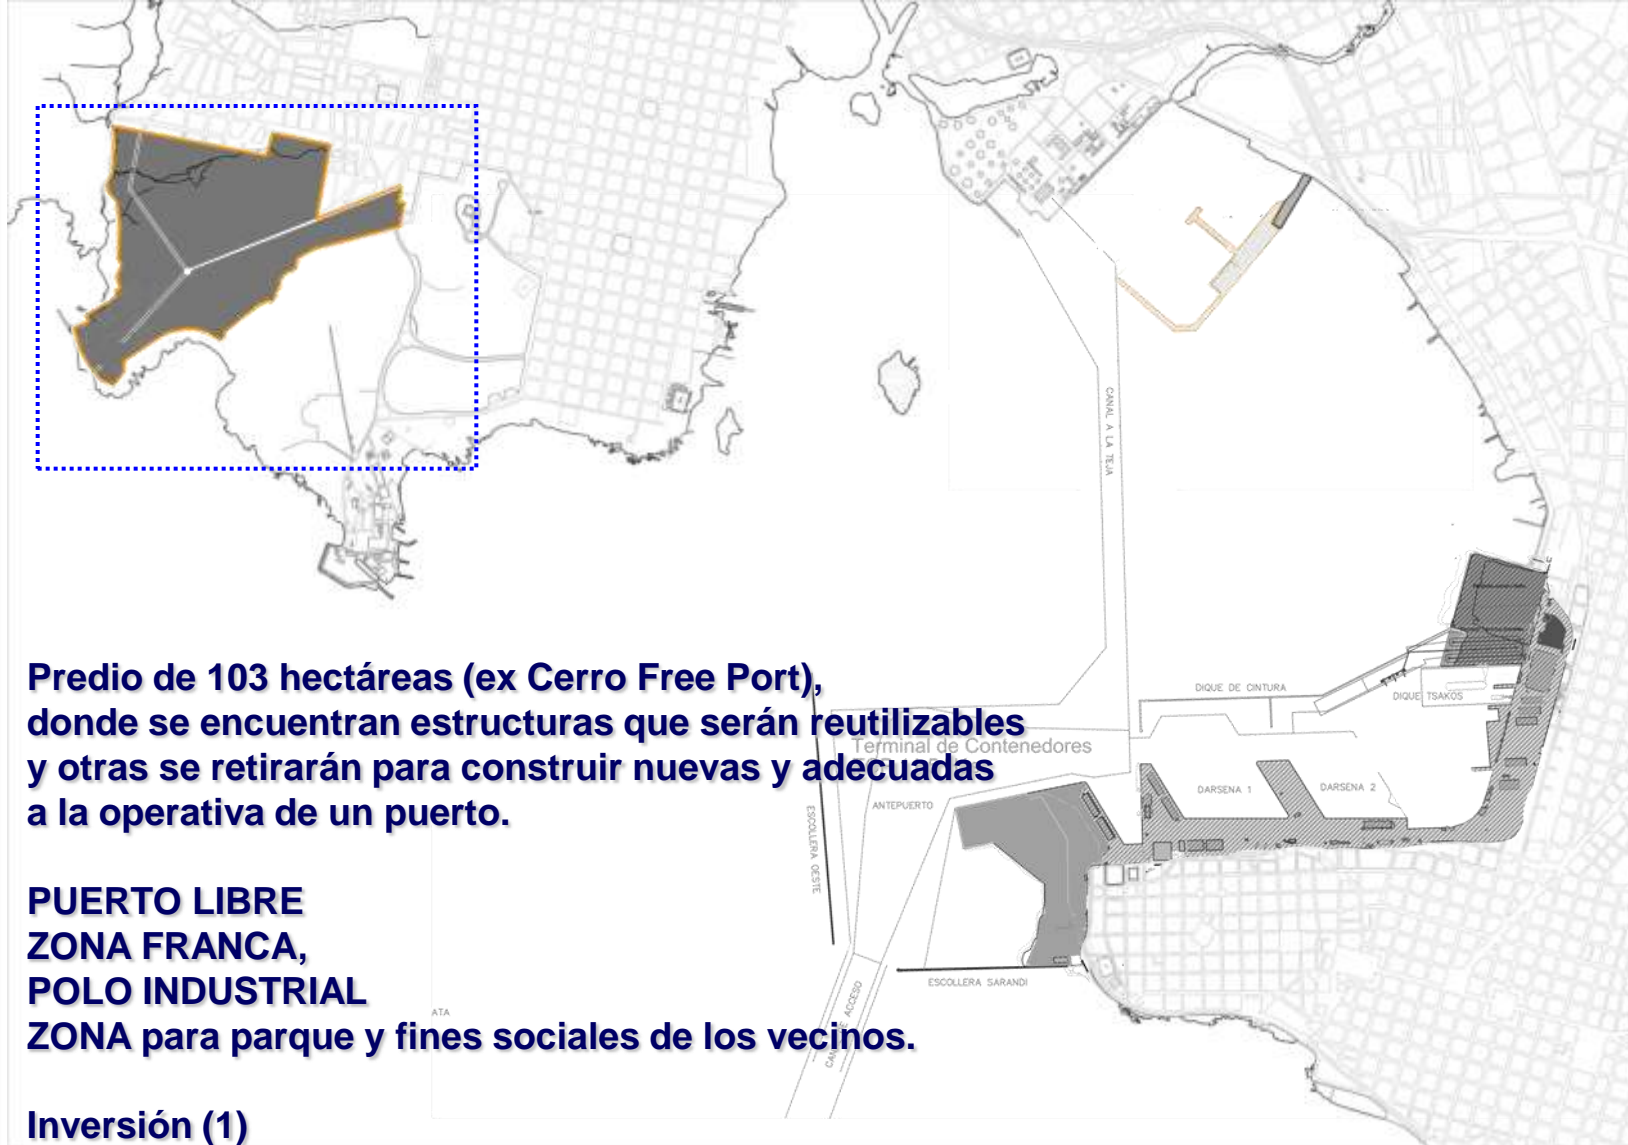 CANAL A LA TEJA
Predio de 103 hectáreas (ex Cerro Free Port),
donde se encuentran estructuras que serán reutilizables
y otras se retirarán para construir nuevas y adecuadas
a la operativa de un puerto.
DIQUE DE CINTURA
DIQUE TSAKOS
Terminal de Contenedores
DARSENA 1
DARSENA 2
ANTEPUERTO
ESCOLLERA OESTE
PUERTO LIBRE
ZONA FRANCA,
POLO INDUSTRIAL
ZONA para parque y fines sociales de los vecinos.
ESCOLLERA SARANDI
ATA
ACCESO
Inversión (1)